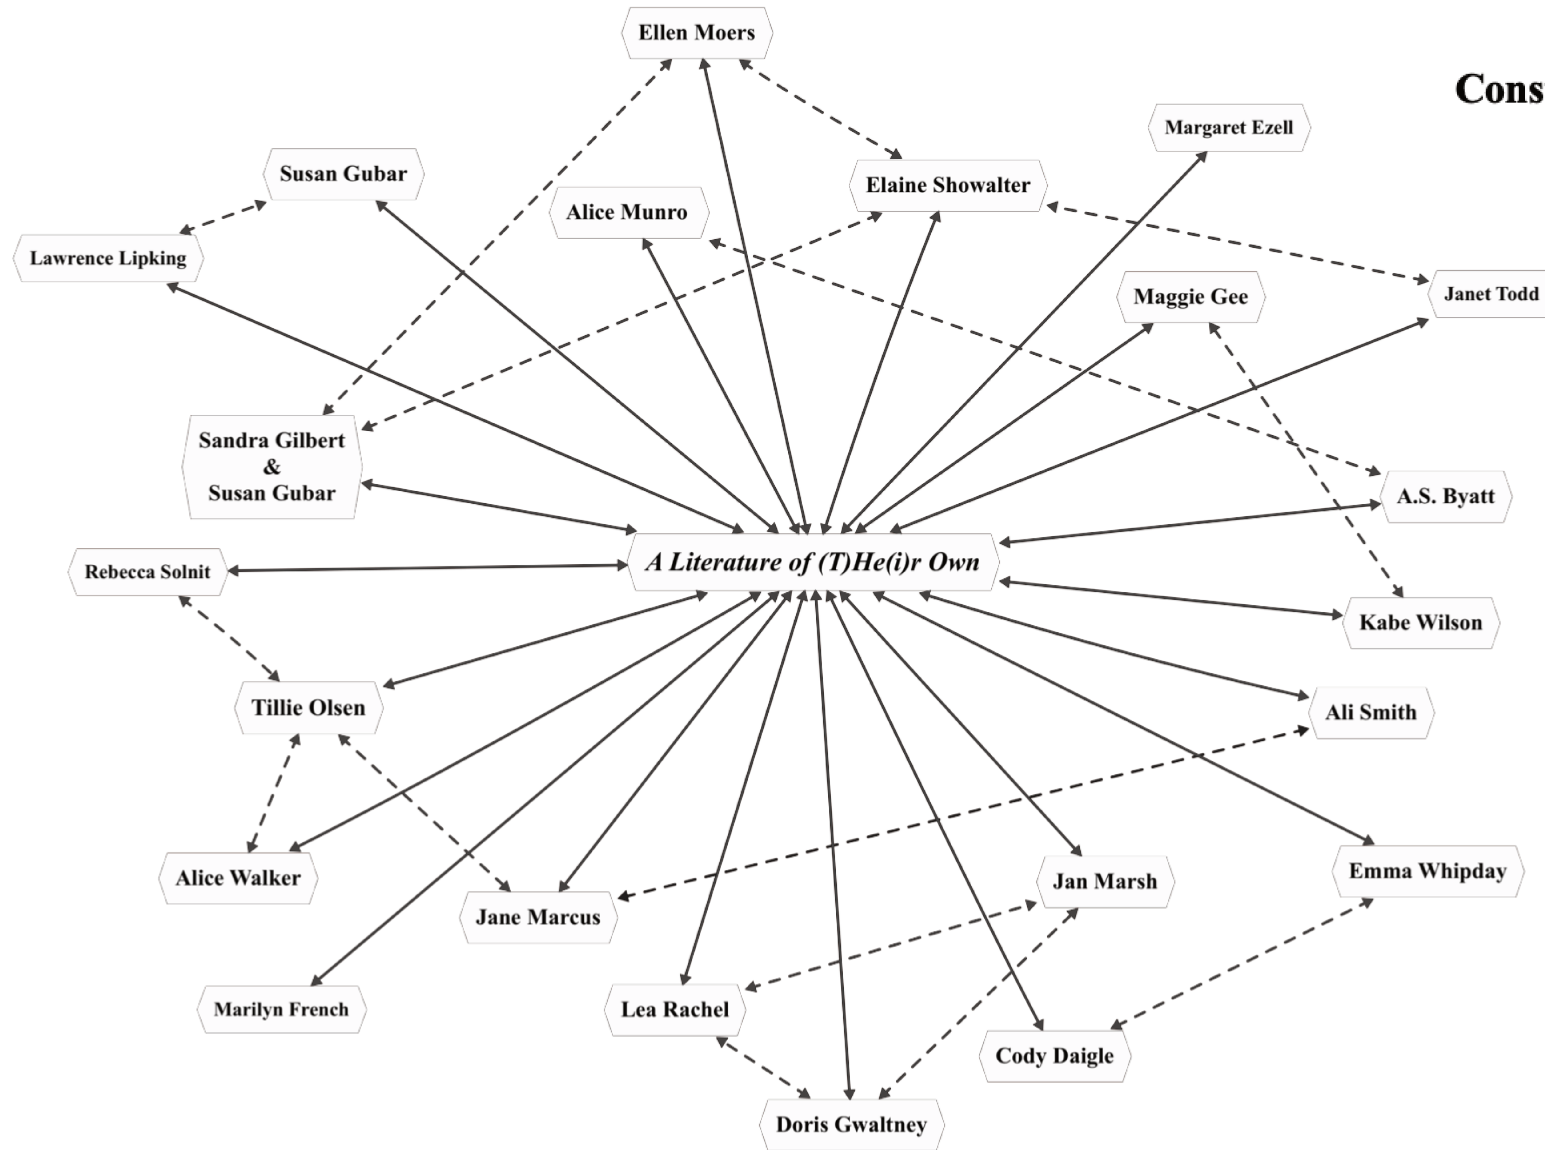 Ellen Moers
Cons
Margaret Ezell
Susan Gubar
Elaine Showalter
Alice Munro
Lawrence Lipking
Maggie Gee
Janet Todd
Sandra Gilbert
&
Susan Gubar
A.S. Byatt
A Literature of (T)He(i)r Own
Rebecca Solnit
Kabe Wilson
Tillie Olsen
Ali Smith
Alice Walker
Jan Marsh
Emma Whipday
Jane Marcus
Marilyn French
Lea Rachel
Cody Daigle
Doris Gwaltney